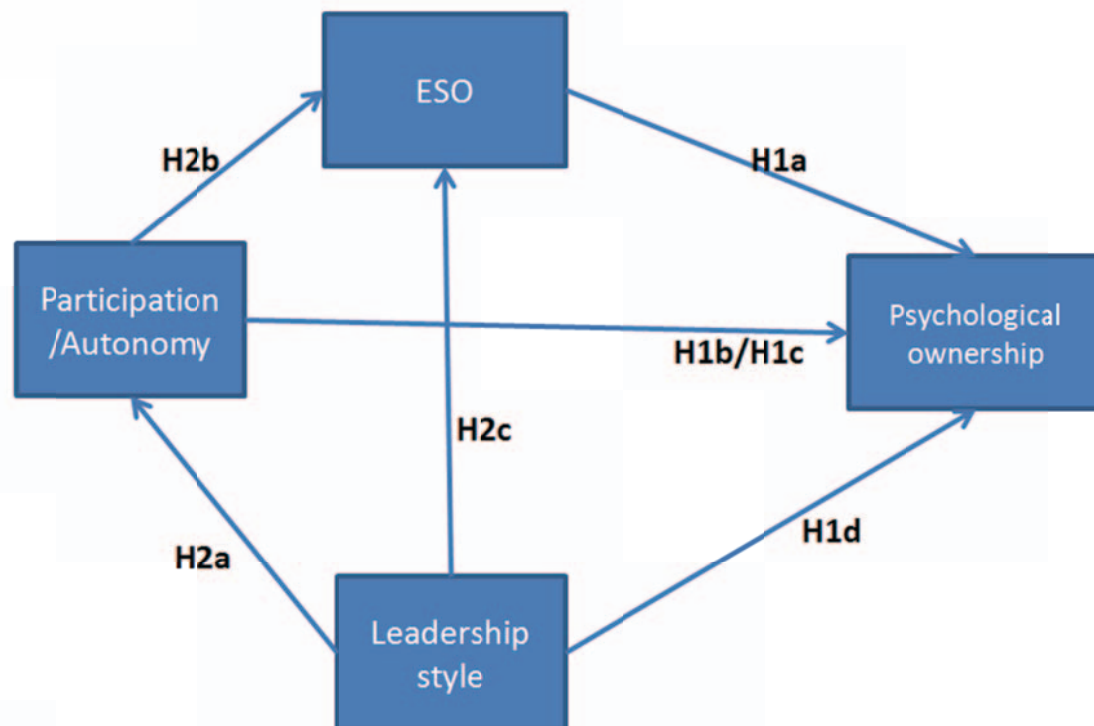 ESO
H2b
H1a
Participation
/Autonomy
Psychological
ownership
H1b/H1c
H2c
H2a
H1d
Leadership
style